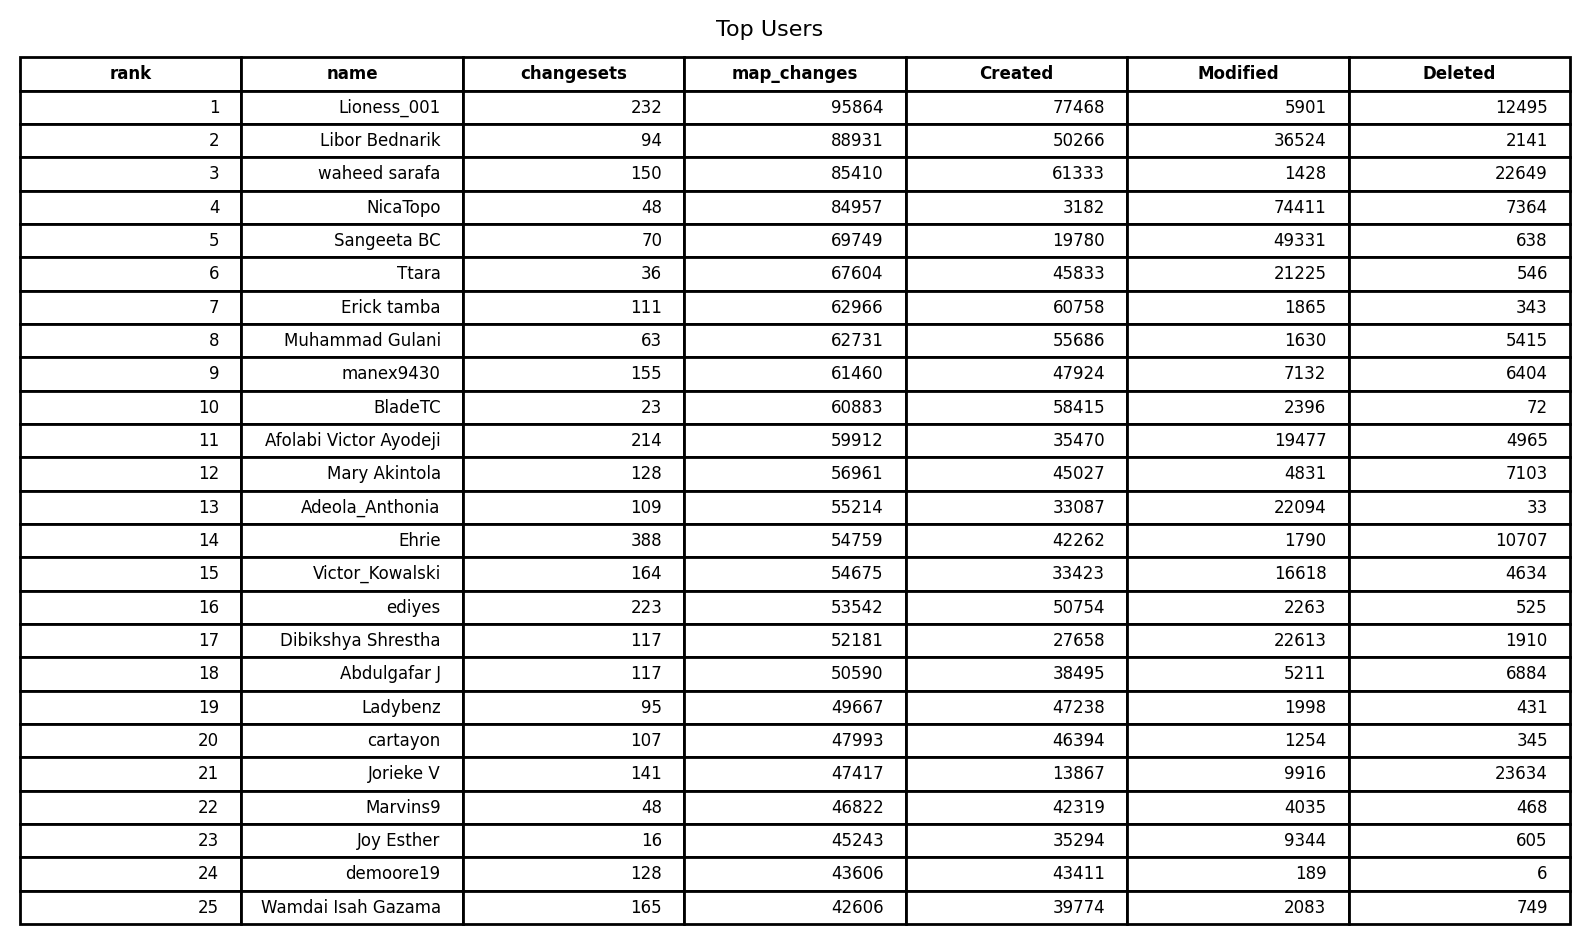 Top Users
rank name changesets map_changes Created Modified Deleted
1 Lioness_001 232 95864 77468 5901 12495
2 Libor Bednarik 94 88931 50266 36524 2141
3 waheed sarafa 150 85410 61333 1428 22649
4 NicaTopo 48 84957 3182 74411 7364
5 Sangeeta BC 70 69749 19780 49331 638
6 Ttara 36 67604 45833 21225 546
7 Erick tamba 111 62966 60758 1865 343
8 Muhammad Gulani 63 62731 55686 1630 5415
9 manex9430 155 61460 47924 7132 6404
10 BladeTC 23 60883 58415 2396 72
11 Afolabi Victor Ayodeji 214 59912 35470 19477 4965
12 Mary Akintola 128 56961 45027 4831 7103
13 Adeola_Anthonia 109 55214 33087 22094 33
14 Ehrie 388 54759 42262 1790 10707
15 Victor_Kowalski 164 54675 33423 16618 4634
16 ediyes 223 53542 50754 2263 525
17 Dibikshya Shrestha 117 52181 27658 22613 1910
18 Abdulgafar J 117 50590 38495 5211 6884
19 Ladybenz 95 49667 47238 1998 431
20 cartayon 107 47993 46394 1254 345
21 Jorieke V 141 47417 13867 9916 23634
22 Marvins9 48 46822 42319 4035 468
23 Joy Esther 16 45243 35294 9344 605
24 demoore19 128 43606 43411 189 6
25 Wamdai Isah Gazama 165 42606 39774 2083 749